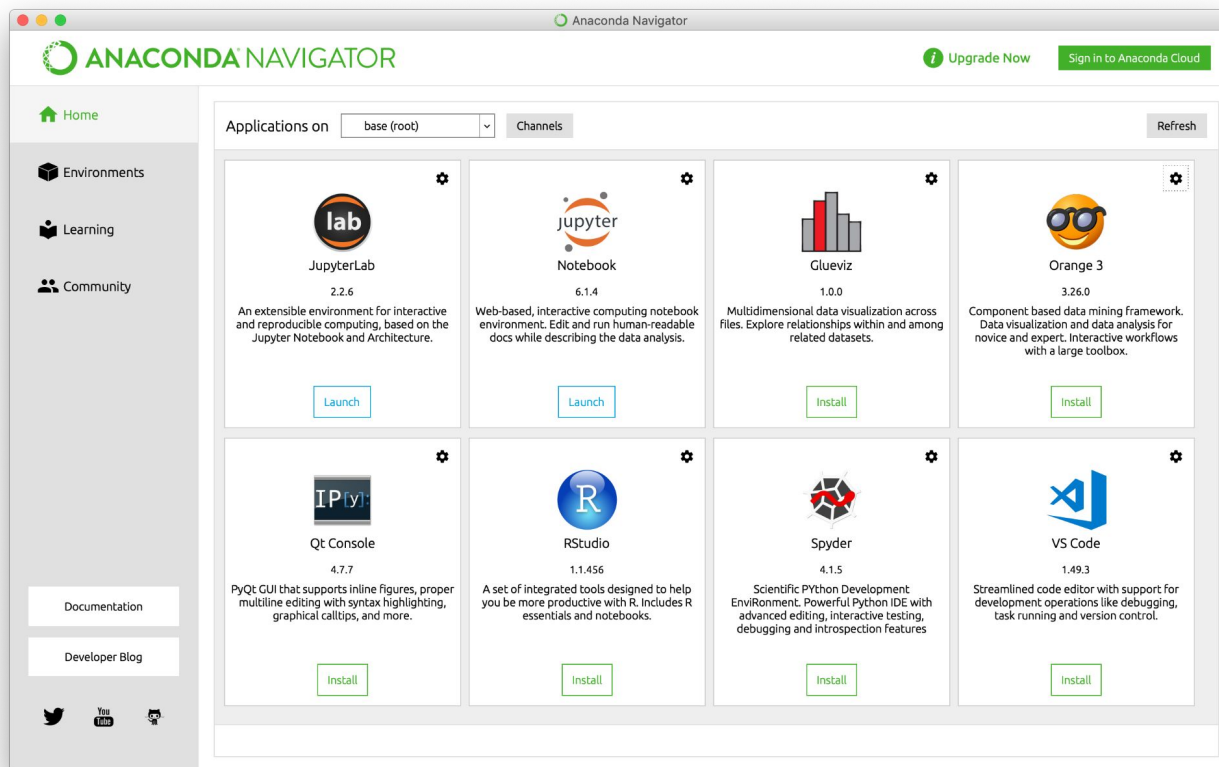 Anaconda Navigator
ANACONDA NAVIGATOR
i Upgrade Now
Sign in to Anaconda Cloud
Home
Environments
Learning
Community
Documentation
Developer Blog
You
Tube
Applications on base (root) Channels Refresh
lab
JupyterLab
2.2.6
An extensible environment for interactive
and reproducible computing, based on the
Jupyter Notebook and Architecture.
Launch
jupyter
Notebook
6.1.4
Web-based, interactive computing notebook
environment. Edit and run human-readable
docs while describing the data analysis.
Launch
Glueviz
1.0.0
Multidimensional data visualization across
files. Explore relationships within and among
related datasets.
Install
Orange 3
3.26.0
Component based data mining framework.
Data visualization and data analysis for
novice and expert. Interactive workflows
with a large toolbox.
Install
IP[y]:
Qt Console
4.7.7
PyQt GUI that supports inline figures, proper
multiline editing with syntax highlighting,
graphical calltips, and more.
Install
R
RStudio
1.1.456
A set of integrated tools designed to help
you be more productive with R. Includes R
essentials and notebooks.
Install
Spyder
4.1.5
Scientific PYthon Development
EnviRonment. Powerful Python IDE with
advanced editing, interactive testing,
debugging and introspection features
Install
VS Code
1.49.3
Streamlined code editor with support for
development operations like debugging,
task running and version control.
Install